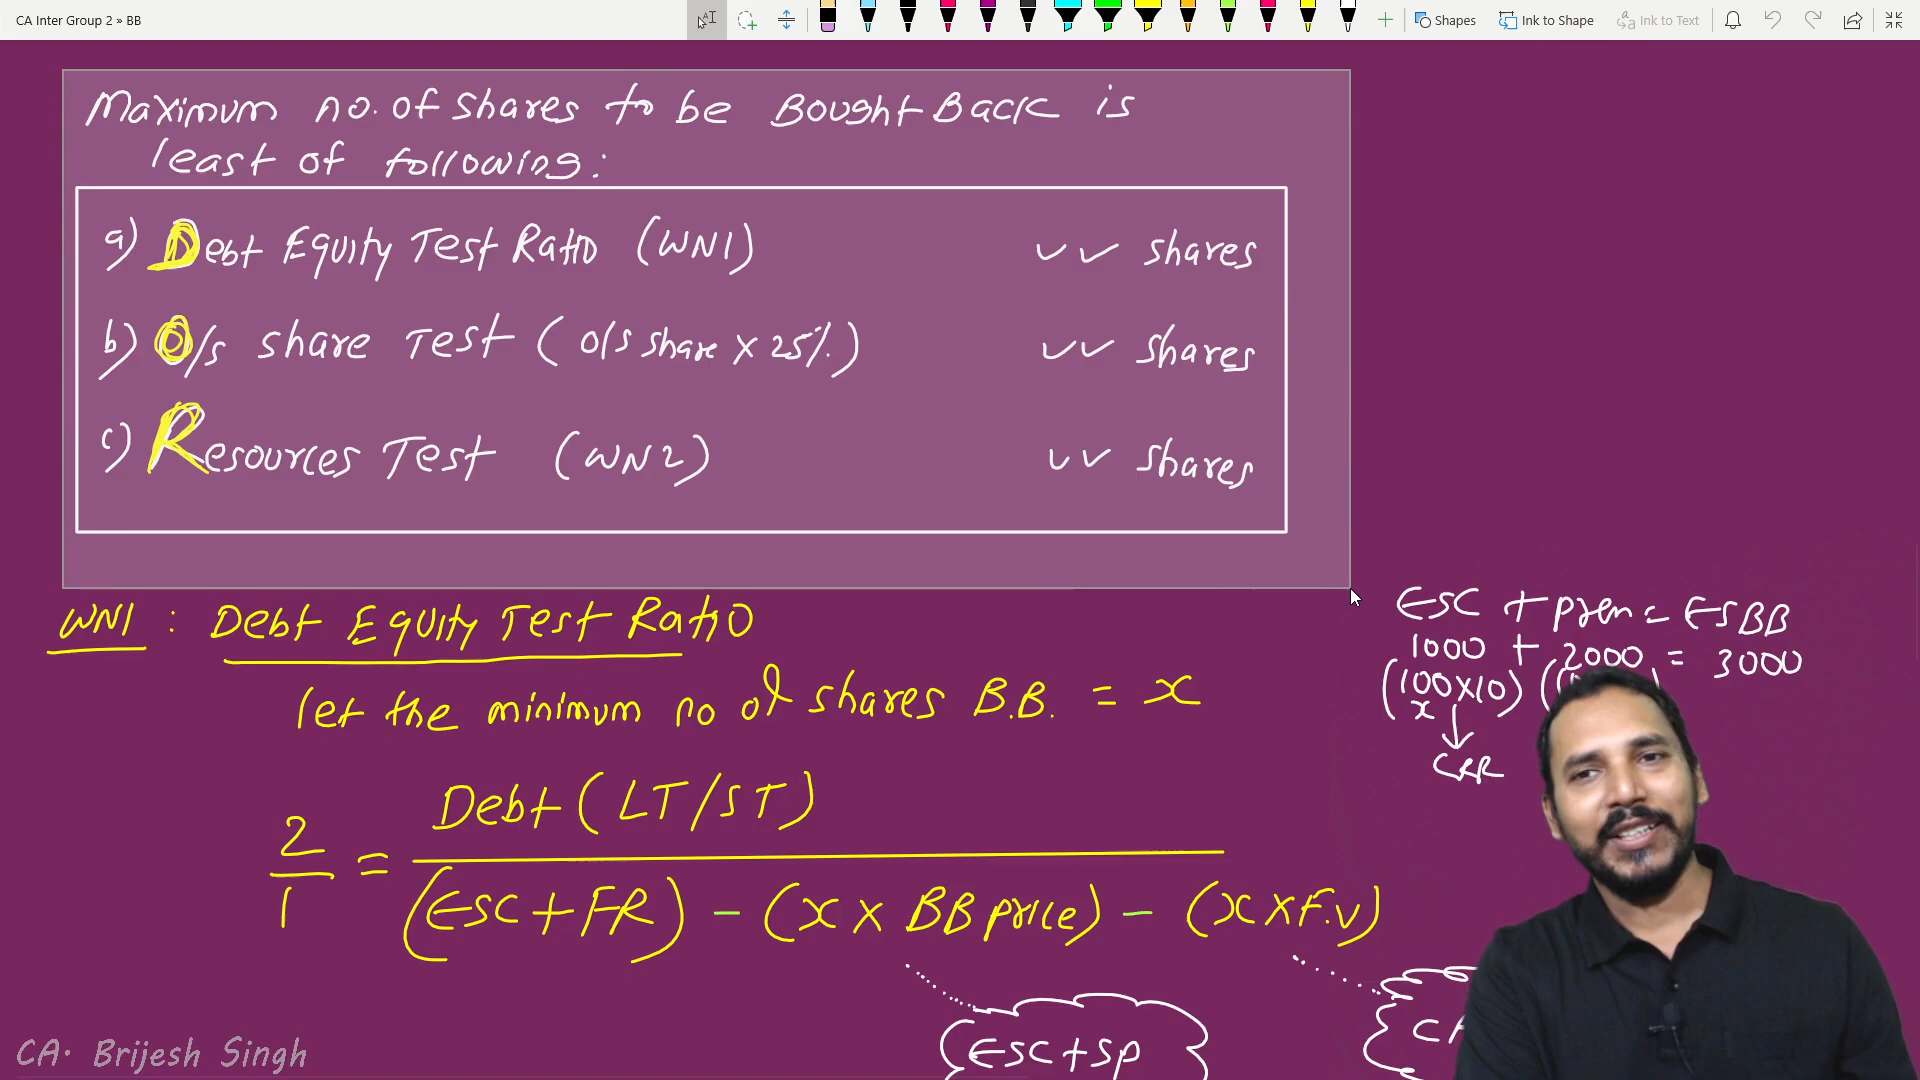 CA Inter Group 2 » BB
Shapes
Ink to Shape
Ink to Text
Maximum no. of Shares to be Bought Back is
least of following:
a) Debt Equity Test Ratio (WN1) ✓✓ shares
b) O/s share Test (O/s share x 25%.) ✓✓ shares
c) Resources Test (WN2) ✓✓ shares
WN1 : Debt Equity Test Ratio
let the minimum no of shares B.B. = x
2/1 = Debt (LT/ST)
(ESC + FR) - (x x BB price) - (x x F.V)
ESC + SP
ESC + prem = ESBB
1000 + 2000 = 3000
(100x10)
x
CRR
CA. Brijesh Singh